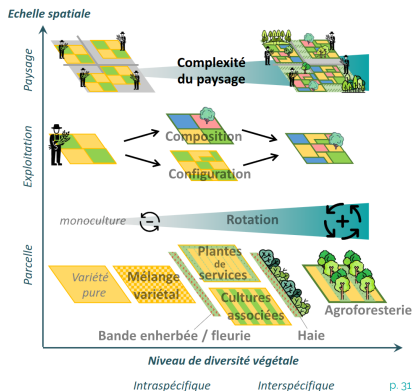 Echelle spatiale
Paysage
Complexité
du paysage
Exploitation
Composition
Configuration
monoculture
Rotation
Parcelle
Variété
pure
Mélange
variétal
Plantes
de
services
Cultures
associées
Agroforesterie
Bande enherbée / fleurie
Haie
Niveau de diversité végétale
Intraspécifique
Interspécifique
p. 31